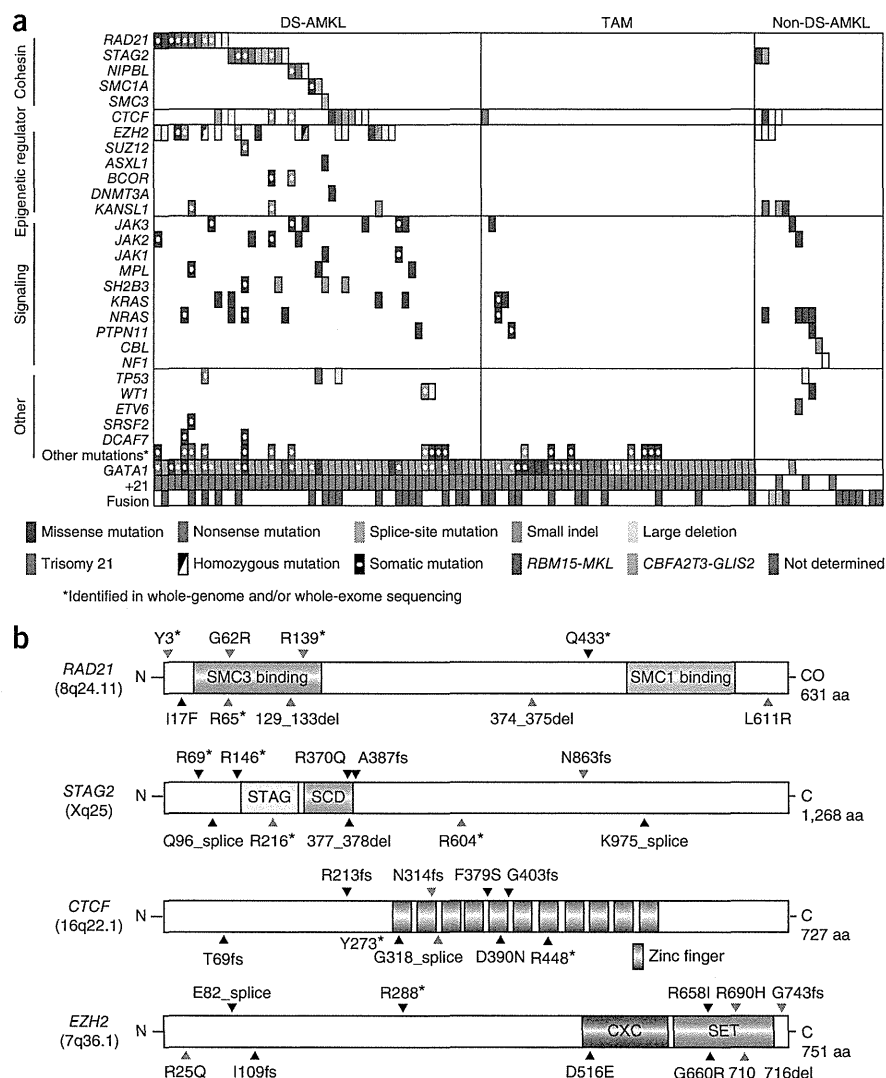 a
DS-AMKL TAM Non-DS-AMKL
Cohesin
RAD21
STAG2
NIPBL
SMC1A
SMC3
CTCF
Epigenetic regulator
EZH2
SUZ12
ASXL1
BCOR
DNMT3A
KANSL1
Signaling
JAK3
JAK2
JAK1
MPL
SH2B3
KRAS
NRAS
PTPN11
CBL
NF1
Other
TP53
WT1
ETV6
SRSF2
DCAF7
Other mutations*
GATA1
+21
Fusion
Missense mutation Nonsense mutation Splice-site mutation Small indel Large deletion
Trisomy 21 Homozygous mutation Somatic mutation RBM15-MKL CBFA2T3-GLIS2 Not determined
*Identified in whole-genome and/or whole-exome sequencing
b
Y3* G62R R139* Q433*
RAD21 N SMC3 binding SMC1 binding CO
(8q24.11) 631 aa
I17F R65* 129_133del 374_375del L611R
R69* R146* R370Q A387fs N863fs
STAG2 N STAG SCD C
(Xq25) 1,268 aa
Q96_splice R216* 377_378del R604* K975_splice
R213fs N314fs F379S G403fs
CTCF N C
(16q22.1) 727 aa
T69fs Y273* G318_splice D390N R448* Zinc finger
E82_splice R288* R658I R690H G743fs
EZH2 N CXC SET C
(7q36.1) 751 aa
R25Q I109fs D516E G660R 710_716del